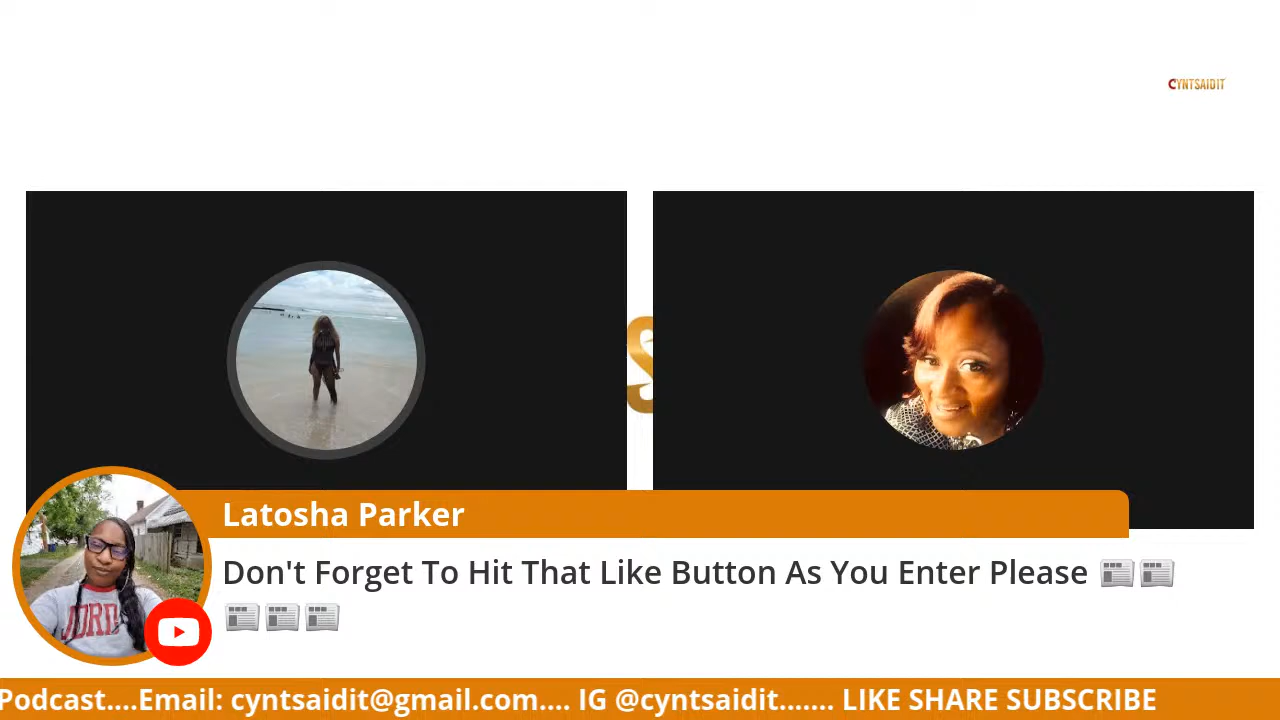 CYNTSAIDIT
S
Latosha Parker
Don't Forget To Hit That Like Button As You Enter Please 📰📰
📰📰📰
JORD
Podcast....Email: cyntsaidit@gmail.com.... IG @cyntsaidit....... LIKE SHARE SUBSCRIBE